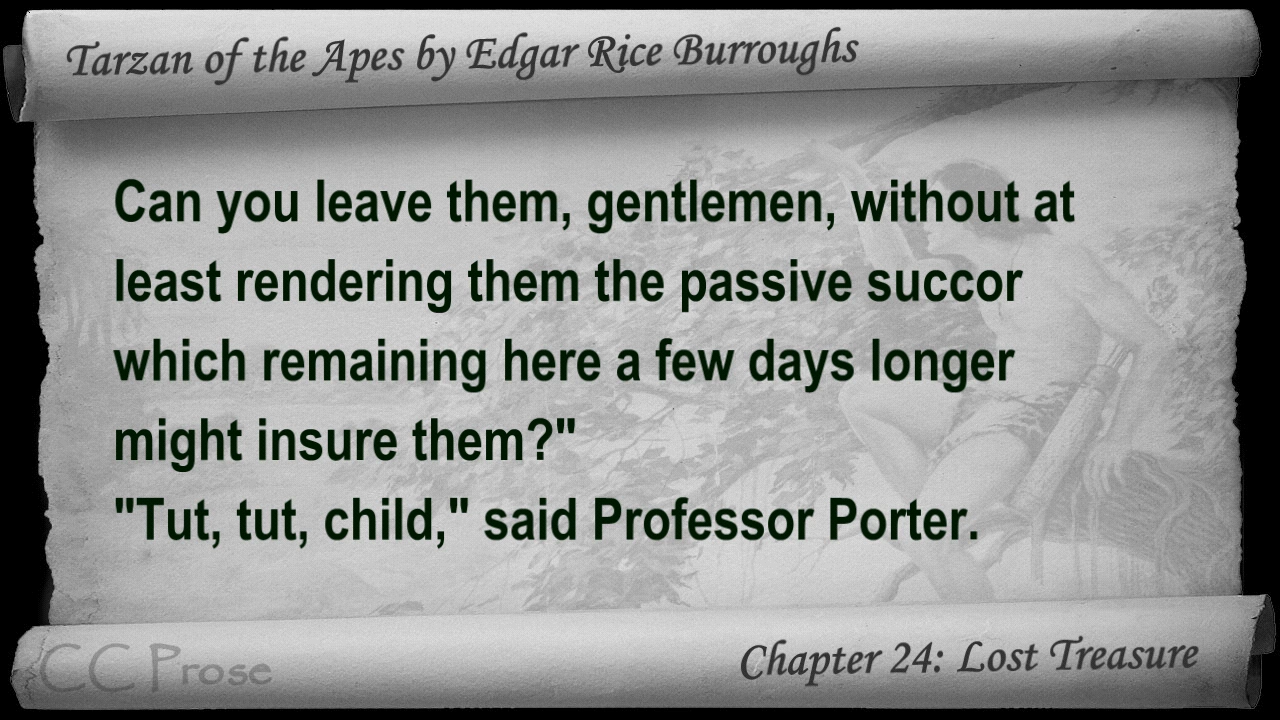 Tarzan of the Apes by Edgar Rice Burroughs
Can you leave them, gentlemen, without at
least rendering them the passive succor
which remaining here a few days longer
might insure them?"
"Tut, tut, child," said Professor Porter.
CC Prose
Chapter 24: Lost Treasure